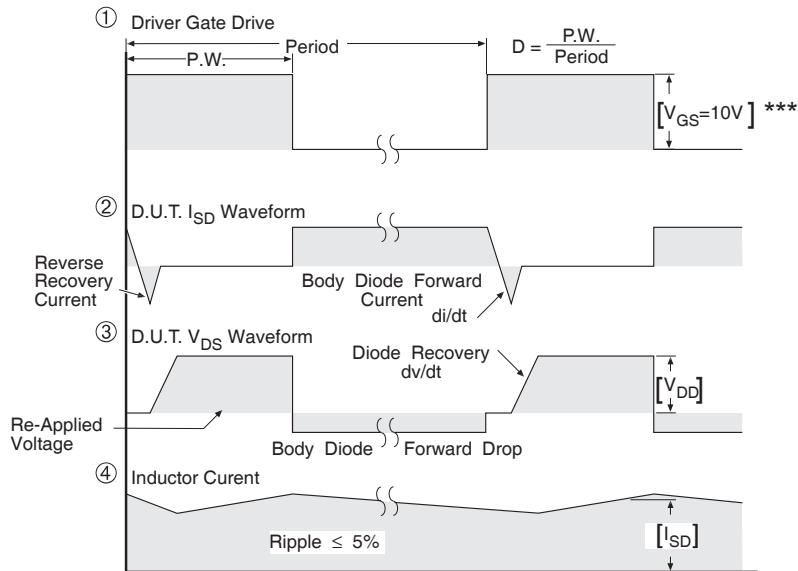 ① Driver Gate Drive
Period
P.W.
D = P.W. / Period
[V_GS=10V] ***
② D.U.T. I_SD Waveform
Reverse
Recovery
Current
Body Diode Forward
Current
di/dt
③ D.U.T. V_DS Waveform
Diode Recovery
dv/dt
[V_DD]
Re-Applied
Voltage
Body Diode Forward Drop
④ Inductor Curent
Ripple ≤ 5%
[I_SD]